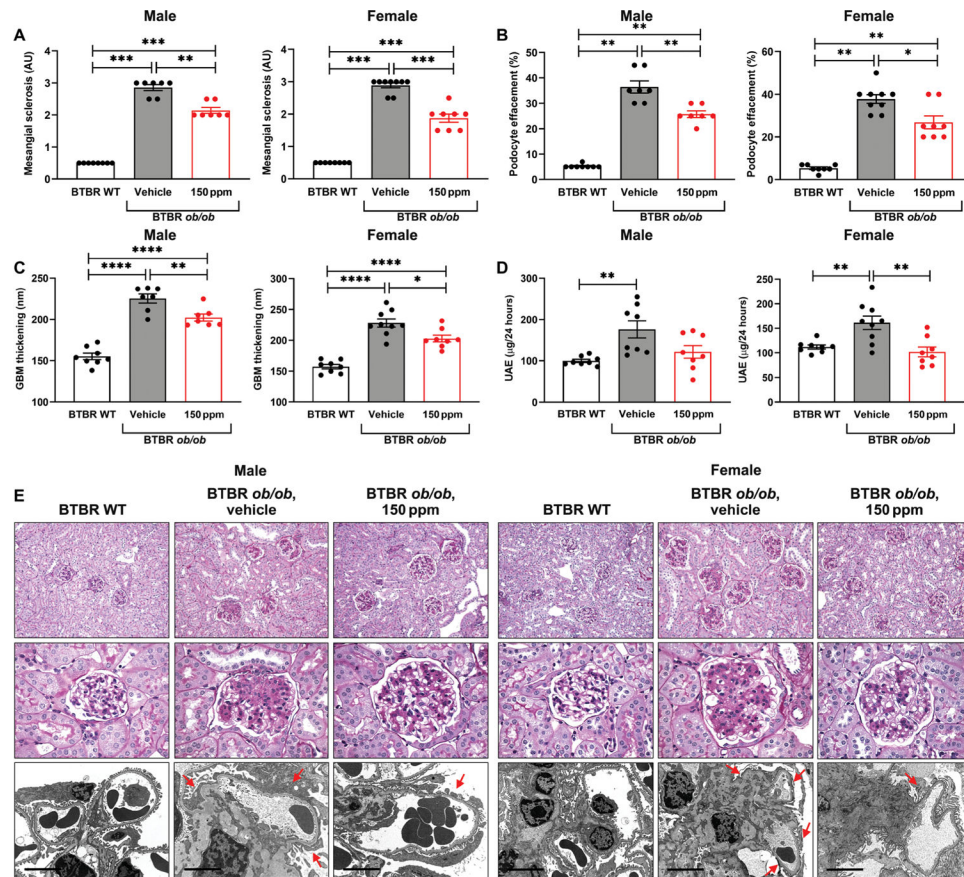 Male
Female
Male
Female
A
B
Mesangial sclerosis (AU)
4
3
2
1
0
***
***
**
BTBR WT
Vehicle
150 ppm
BTBR ob/ob
Mesangial sclerosis (AU)
4
3
2
1
0
***
***
***
BTBR WT
Vehicle
150 ppm
BTBR ob/ob
Podocyte effacement (%)
60
40
20
0
**
**
**
BTBR WT
Vehicle
150 ppm
BTBR ob/ob
Podocyte effacement (%)
60
40
20
0
**
**
*
BTBR WT
Vehicle
150 ppm
BTBR ob/ob
Male
Female
Male
Female
C
D
GBM thickening (nm)
250
200
150
100
****
****
**
BTBR WT
Vehicle
150 ppm
BTBR ob/ob
GBM thickening (nm)
300
250
200
150
100
****
****
*
BTBR WT
Vehicle
150 ppm
BTBR ob/ob
UAE (µg/24 hours)
300
200
100
0
**
BTBR WT
Vehicle
150 ppm
BTBR ob/ob
UAE (µg/24 hours)
250
200
150
100
50
0
**
**
BTBR WT
Vehicle
150 ppm
BTBR ob/ob
E
Male
Female
BTBR WT
BTBR ob/ob,
vehicle
BTBR ob/ob,
150 ppm
BTBR WT
BTBR ob/ob,
vehicle
BTBR ob/ob,
150 ppm